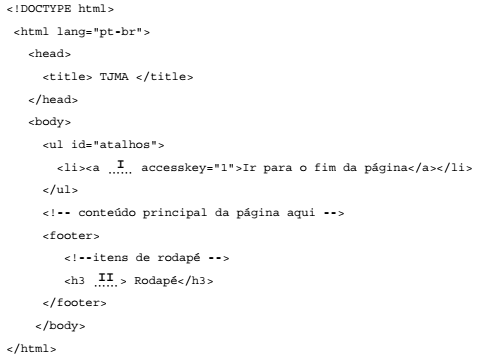 <!DOCTYPE html>
<html lang="pt-br">
<head>
<title> TJMA </title>
</head>
<body>
<ul id="atalhos">
<li><a ..I.. accesskey="1">Ir para o fim da página</a></li>
</ul>
<!-- conteúdo principal da página aqui -->
<footer>
<!--itens de rodapé -->
<h3 ..II..> Rodapé</h3>
</footer>
</body>
</html>